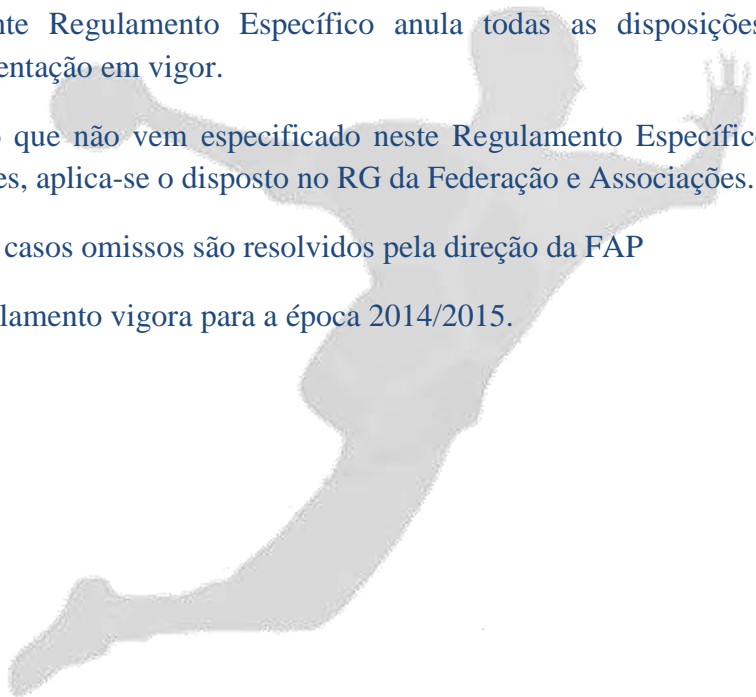 nte Regulamento Específico anula todas as disposições
entação em vigor.
o que não vem especificado neste Regulamento Específico
es, aplica-se o disposto no RG da Federação e Associações.
casos omissos são resolvidos pela direção da FAP
lamento vigora para a época 2014/2015.